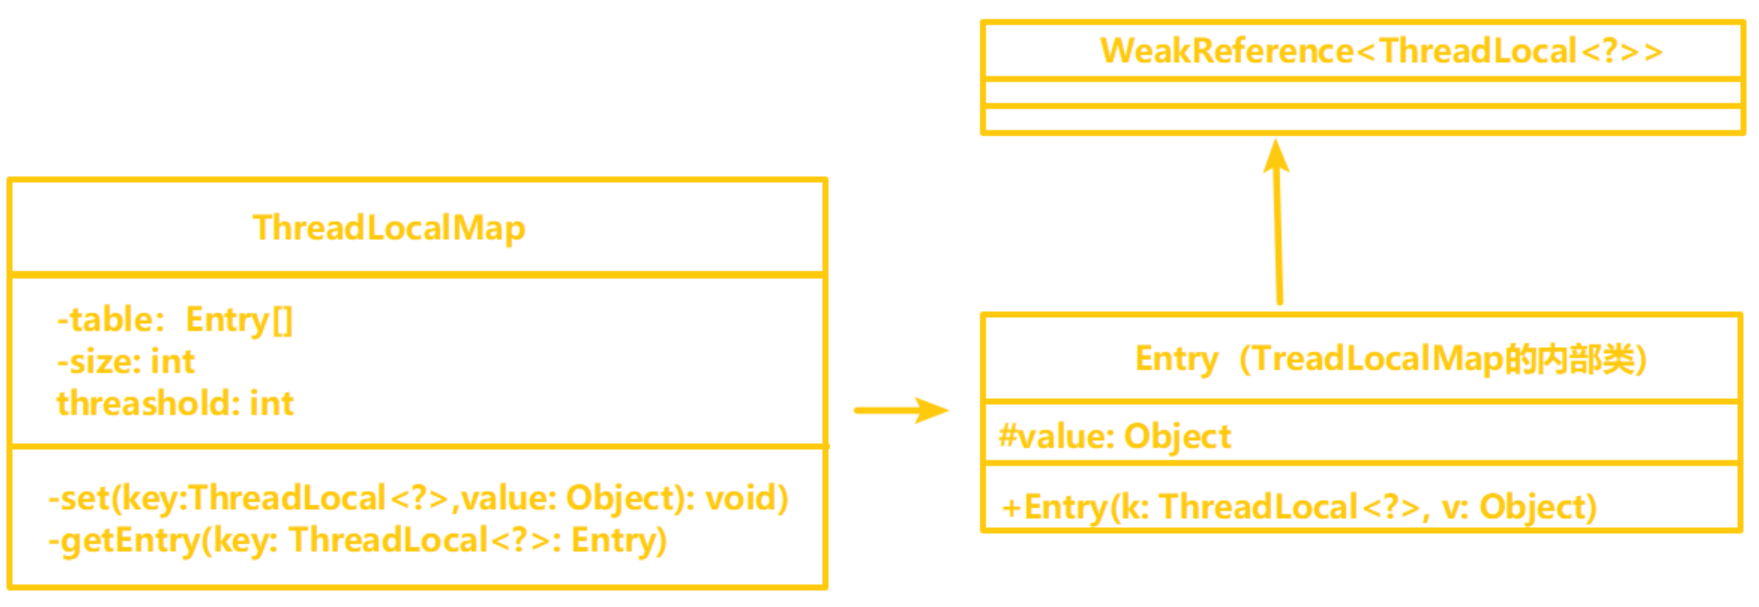 WeakReference<ThreadLocal<?>>
ThreadLocalMap
-table: Entry[]
-size: int
threashold: int
-set(key:ThreadLocal<?>,value: Object): void)
-getEntry(key: ThreadLocal<?>: Entry)
Entry (TreadLocalMap的内部类)
#value: Object
+Entry(k: ThreadLocal<?>, v: Object)